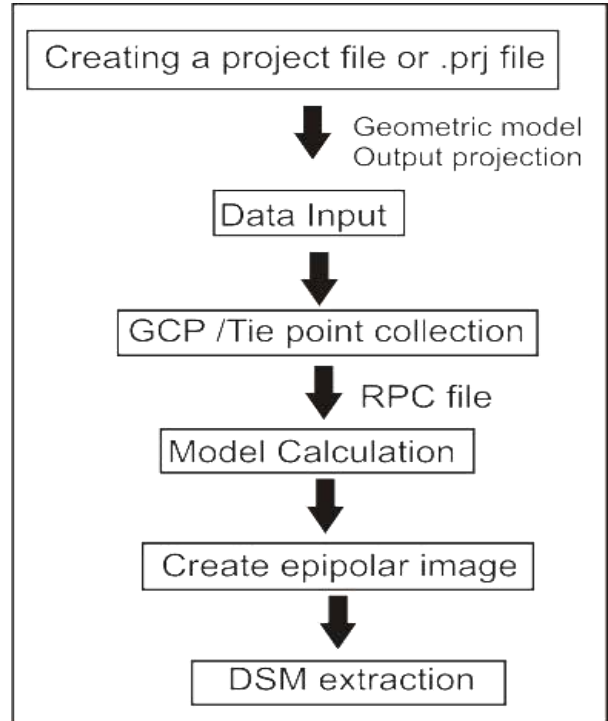 Creating a project file or .prj file
Geometric model
Output projection
Data Input
GCP /Tie point collection
RPC file
Model Calculation
Create epipolar image
DSM extraction